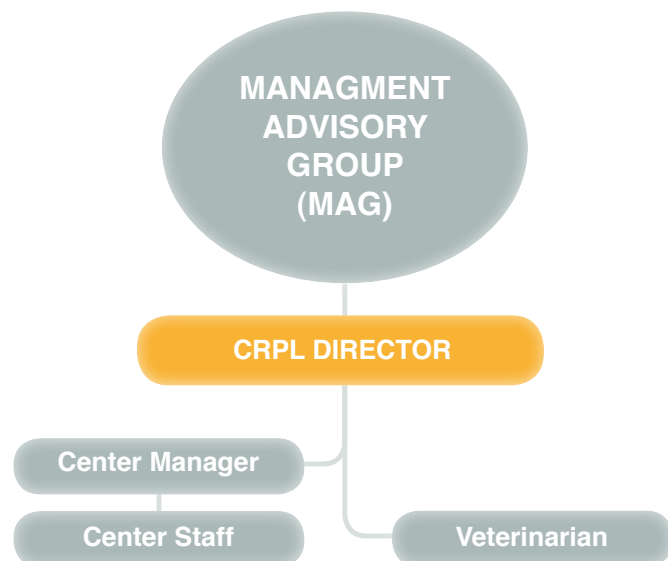 MANAGMENT
ADVISORY
GROUP
(MAG)
CRPL DIRECTOR
Center Manager
Center Staff
Veterinarian